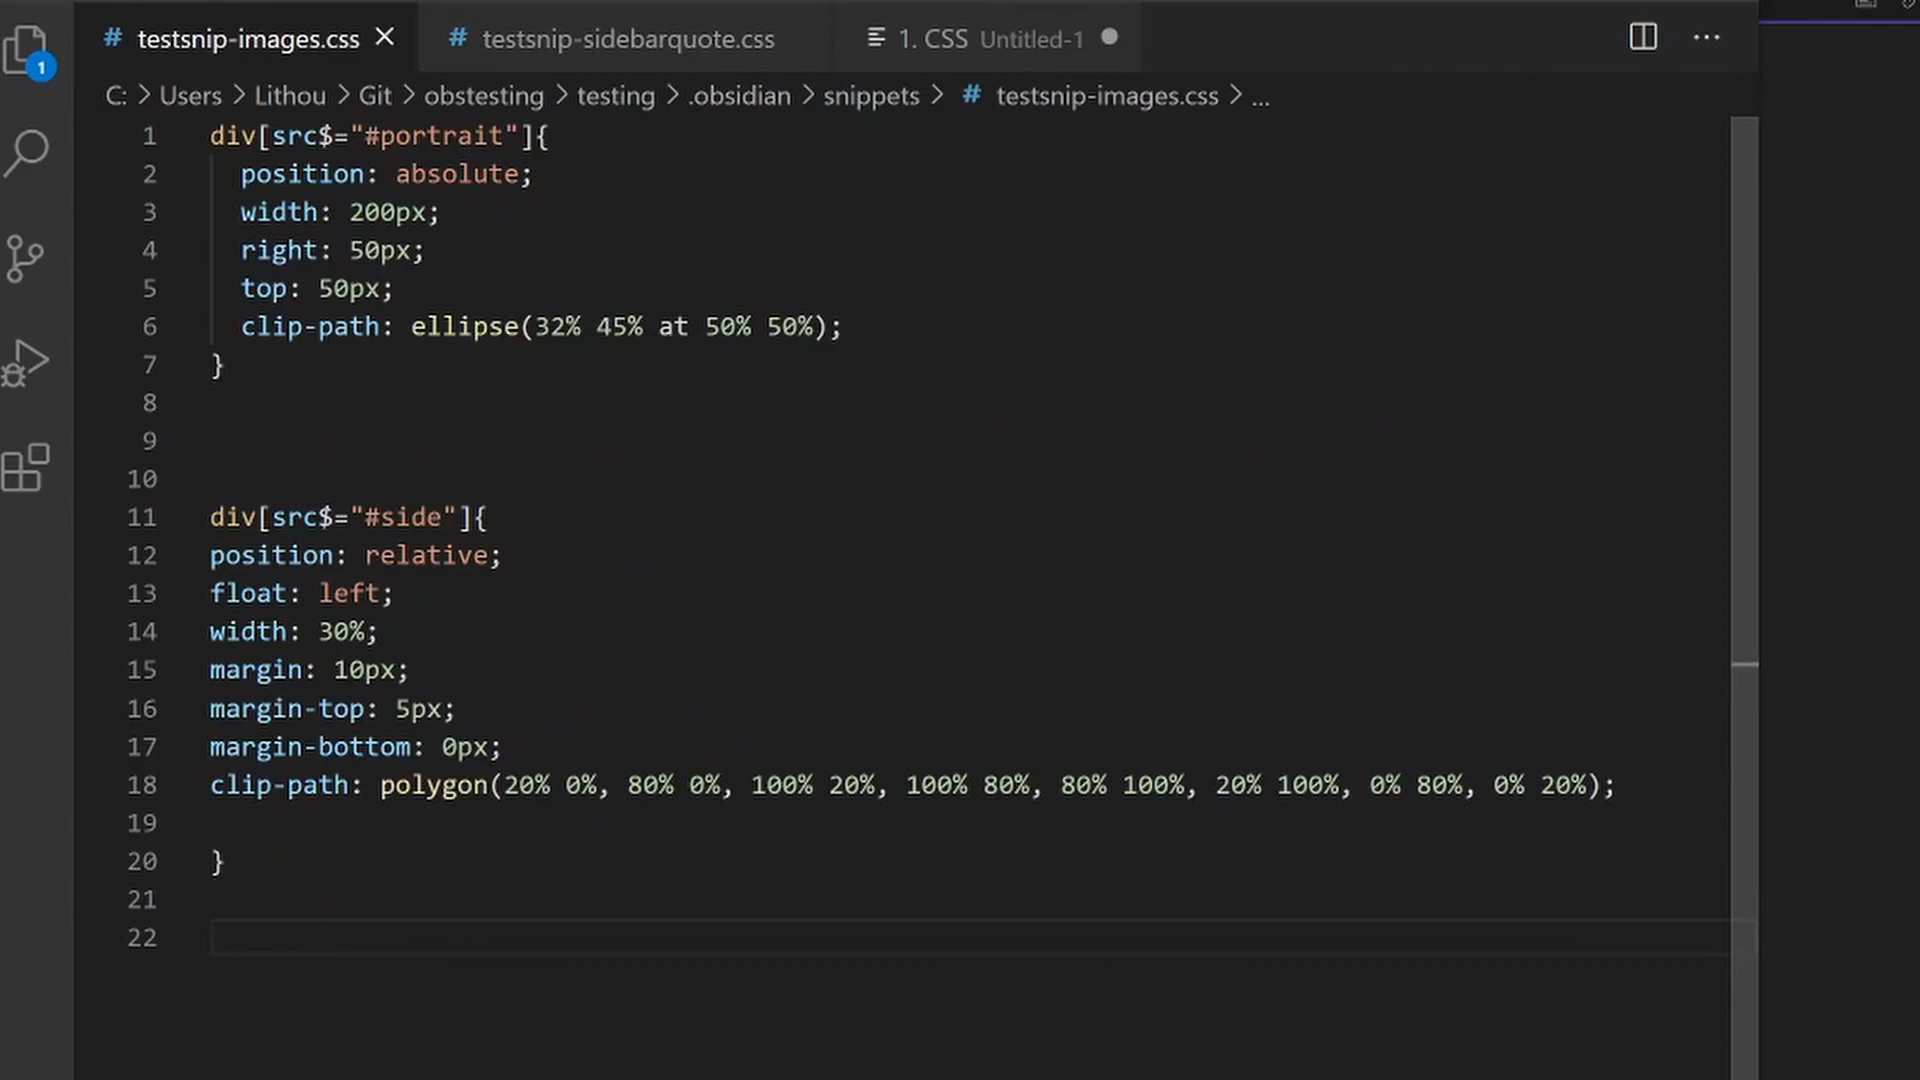 # testsnip-images.css × # testsnip-sidebarquote.css 1. CSS Untitled-1 ● ...
1
C: > Users > Lithou > Git > obstesting > testing > .obsidian > snippets > # testsnip-images.css > ...
1 div[src$="#portrait"]{
2 position: absolute;
3 width: 200px;
4 right: 50px;
5 top: 50px;
6 clip-path: ellipse(32% 45% at 50% 50%);
7 }
8
9
10
11 div[src$="#side"]{
12 position: relative;
13 float: left;
14 width: 30%;
15 margin: 10px;
16 margin-top: 5px;
17 margin-bottom: 0px;
18 clip-path: polygon(20% 0%, 80% 0%, 100% 20%, 100% 80%, 80% 100%, 20% 100%, 0% 80%, 0% 20%);
19
20 }
21
22